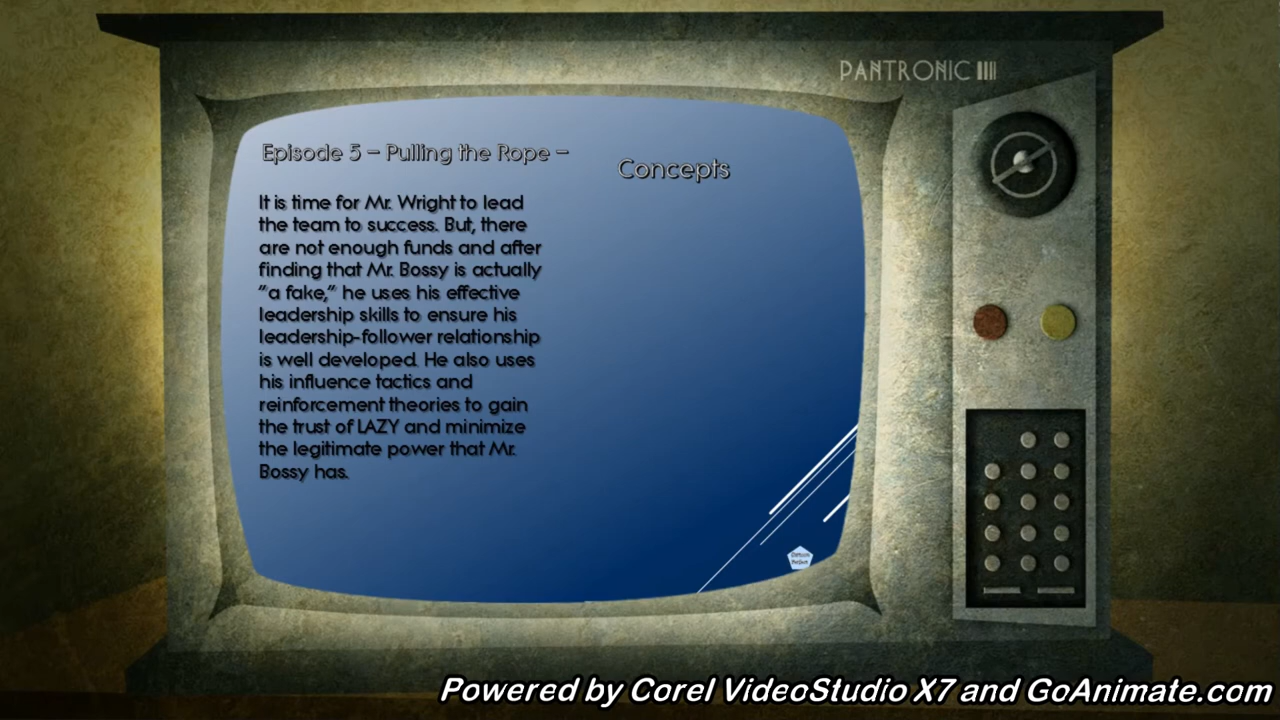 PANTRONIC
Episode 5 – Pulling the Rope –
Concepts
It is time for Mr. Wright to lead
the team to success. But, there
are not enough funds and after
finding that Mr. Bossy is actually
"a fake," he uses his effective
leadership skills to ensure his
leadership-follower relationship
is well developed. He also uses
his influence tactics and
reinforcement theories to gain
the trust of LAZY and minimize
the legitimate power that Mr.
Bossy has.
Powered by Corel VideoStudio X7 and GoAnimate.com